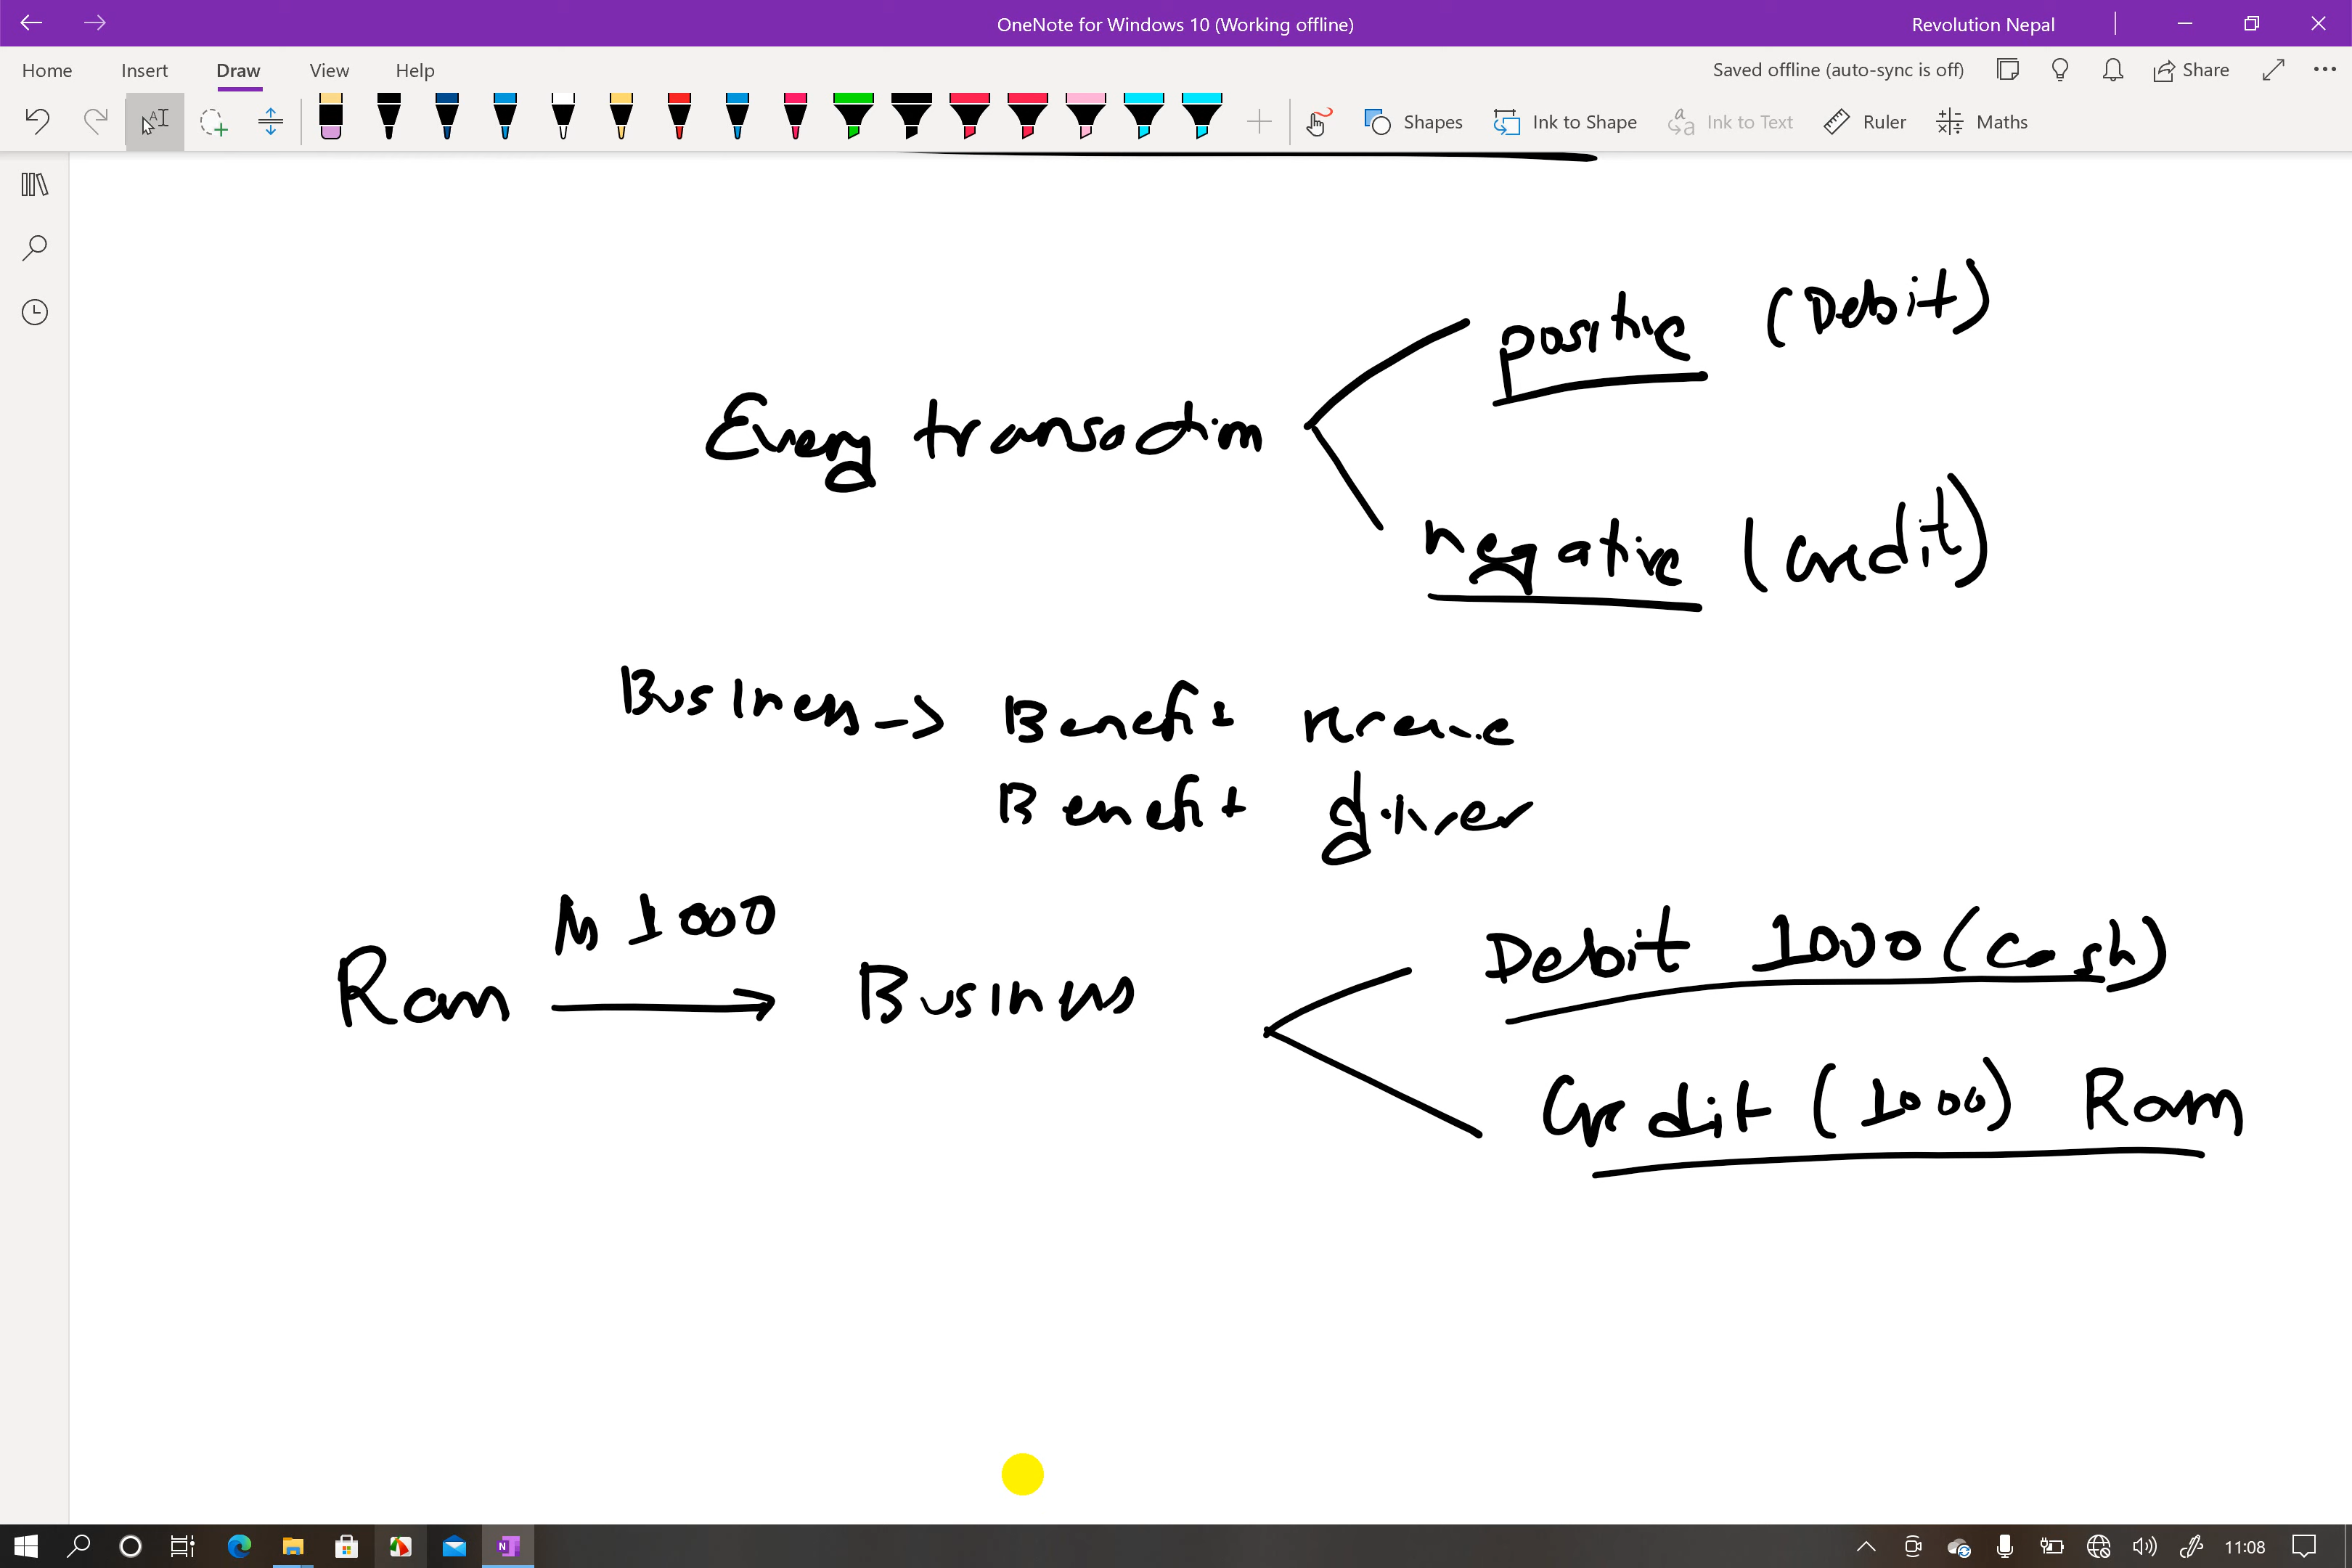 OneNote for Windows 10 (Working offline)
Revolution Nepal
Home Insert Draw View Help
Saved offline (auto-sync is off) Share
Shapes Ink to Shape Ink to Text Ruler Maths
positive (Debit)
Every transaction
negative (credit)
Business -> Benefit
Benefit giver
1000
Ram → Business
Debit 1000 (cash)
Credit (1000) Ram
11:08